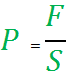 P = F/S